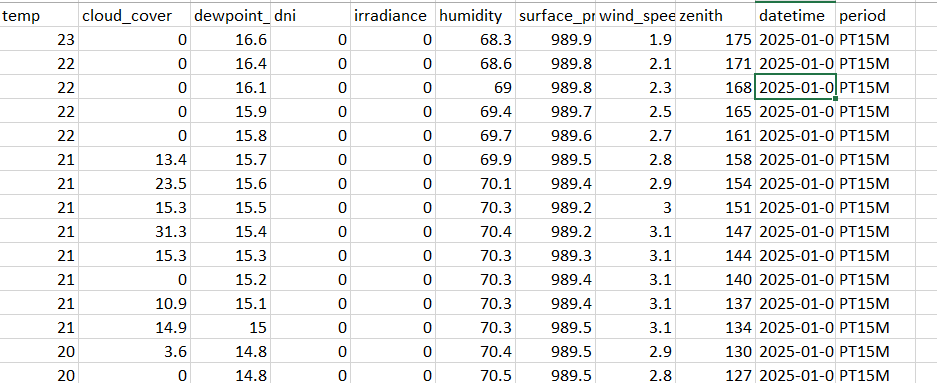 temp cloud_cover dewpoint_ dni irradiance humidity surface_pr wind_spee zenith datetime period
23 0 16.6 0 0 68.3 989.9 1.9 175 2025-01-0 PT15M
22 0 16.4 0 0 68.6 989.8 2.1 171 2025-01-0 PT15M
22 0 16.1 0 0 69 989.8 2.3 168 2025-01-0 PT15M
22 0 15.9 0 0 69.4 989.7 2.5 165 2025-01-0 PT15M
22 0 15.8 0 0 69.7 989.6 2.7 161 2025-01-0 PT15M
21 13.4 15.7 0 0 69.9 989.5 2.8 158 2025-01-0 PT15M
21 23.5 15.6 0 0 70.1 989.4 2.9 154 2025-01-0 PT15M
21 15.3 15.5 0 0 70.3 989.2 3 151 2025-01-0 PT15M
21 31.3 15.4 0 0 70.4 989.2 3.1 147 2025-01-0 PT15M
21 15.3 15.3 0 0 70.3 989.3 3.1 144 2025-01-0 PT15M
21 0 15.2 0 0 70.3 989.4 3.1 140 2025-01-0 PT15M
21 10.9 15.1 0 0 70.3 989.4 3.1 137 2025-01-0 PT15M
21 14.9 15 0 0 70.3 989.5 3.1 134 2025-01-0 PT15M
20 3.6 14.8 0 0 70.4 989.5 2.9 130 2025-01-0 PT15M
20 0 14.8 0 0 70.5 989.5 2.8 127 2025-01-0 PT15M